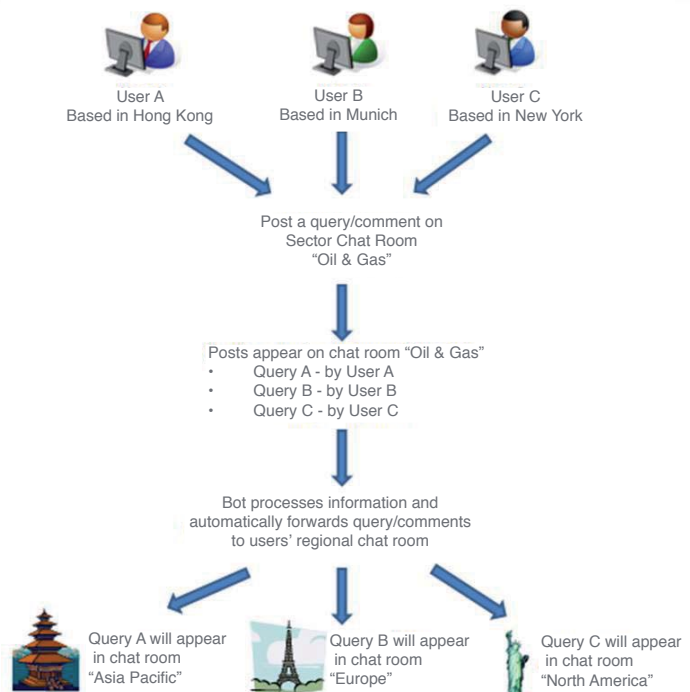 User A
Based in Hong Kong
User B
Based in Munich
User C
Based in New York
Post a query/comment on
Sector Chat Room
“Oil & Gas”
Posts appear on chat room “Oil & Gas”
• Query A - by User A
• Query B - by User B
• Query C - by User C
Bot processes information and
automatically forwards query/comments
to users’ regional chat room
Query A will appear
in chat room
“Asia Pacific”
Query B will appear
in chat room
“Europe”
Query C will appear
in chat room
“North America”